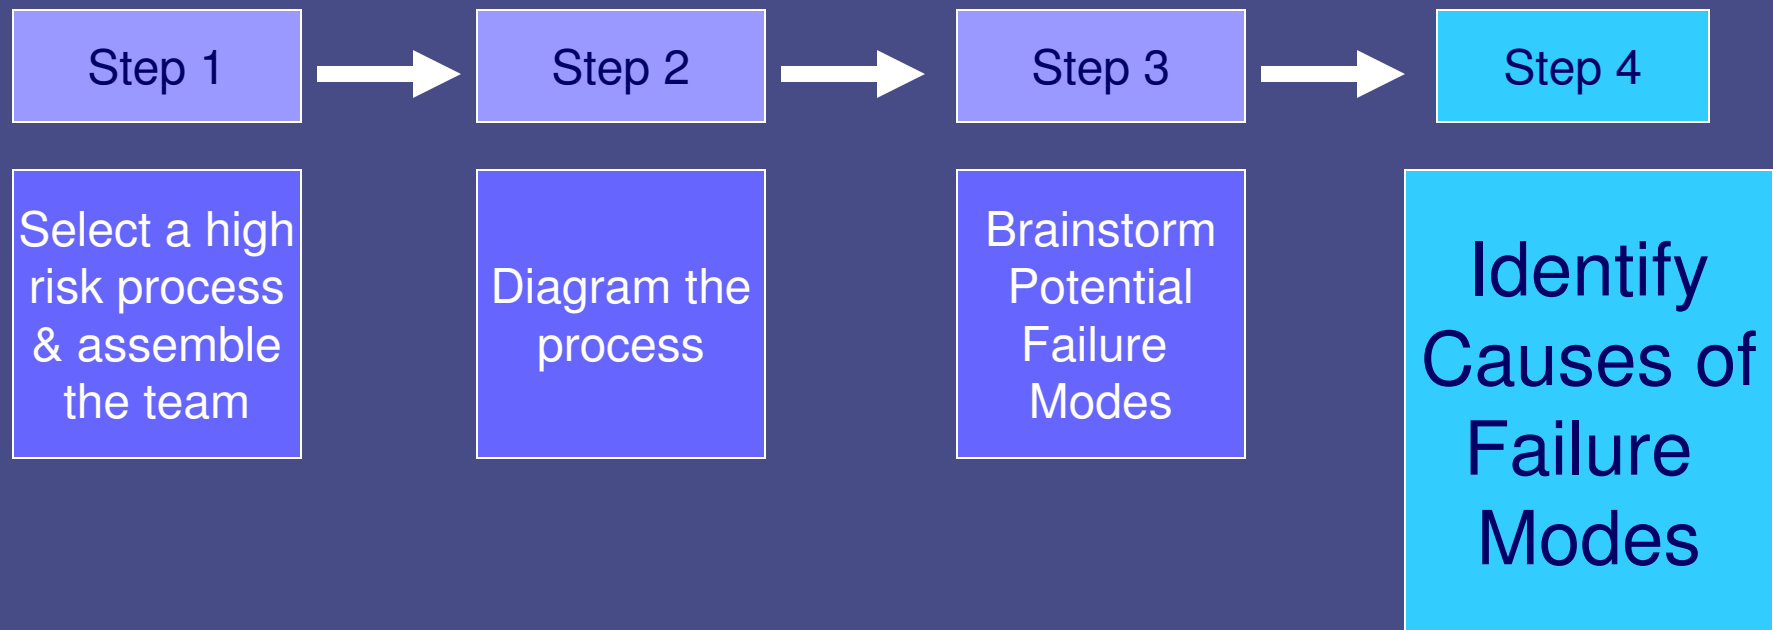 Step 1
Step 2
Step 3
Step 4
Select a high
risk process
& assemble
the team
Diagram the
process
Brainstorm
Potential
Failure
Modes
Identify
Causes of
Failure
Modes